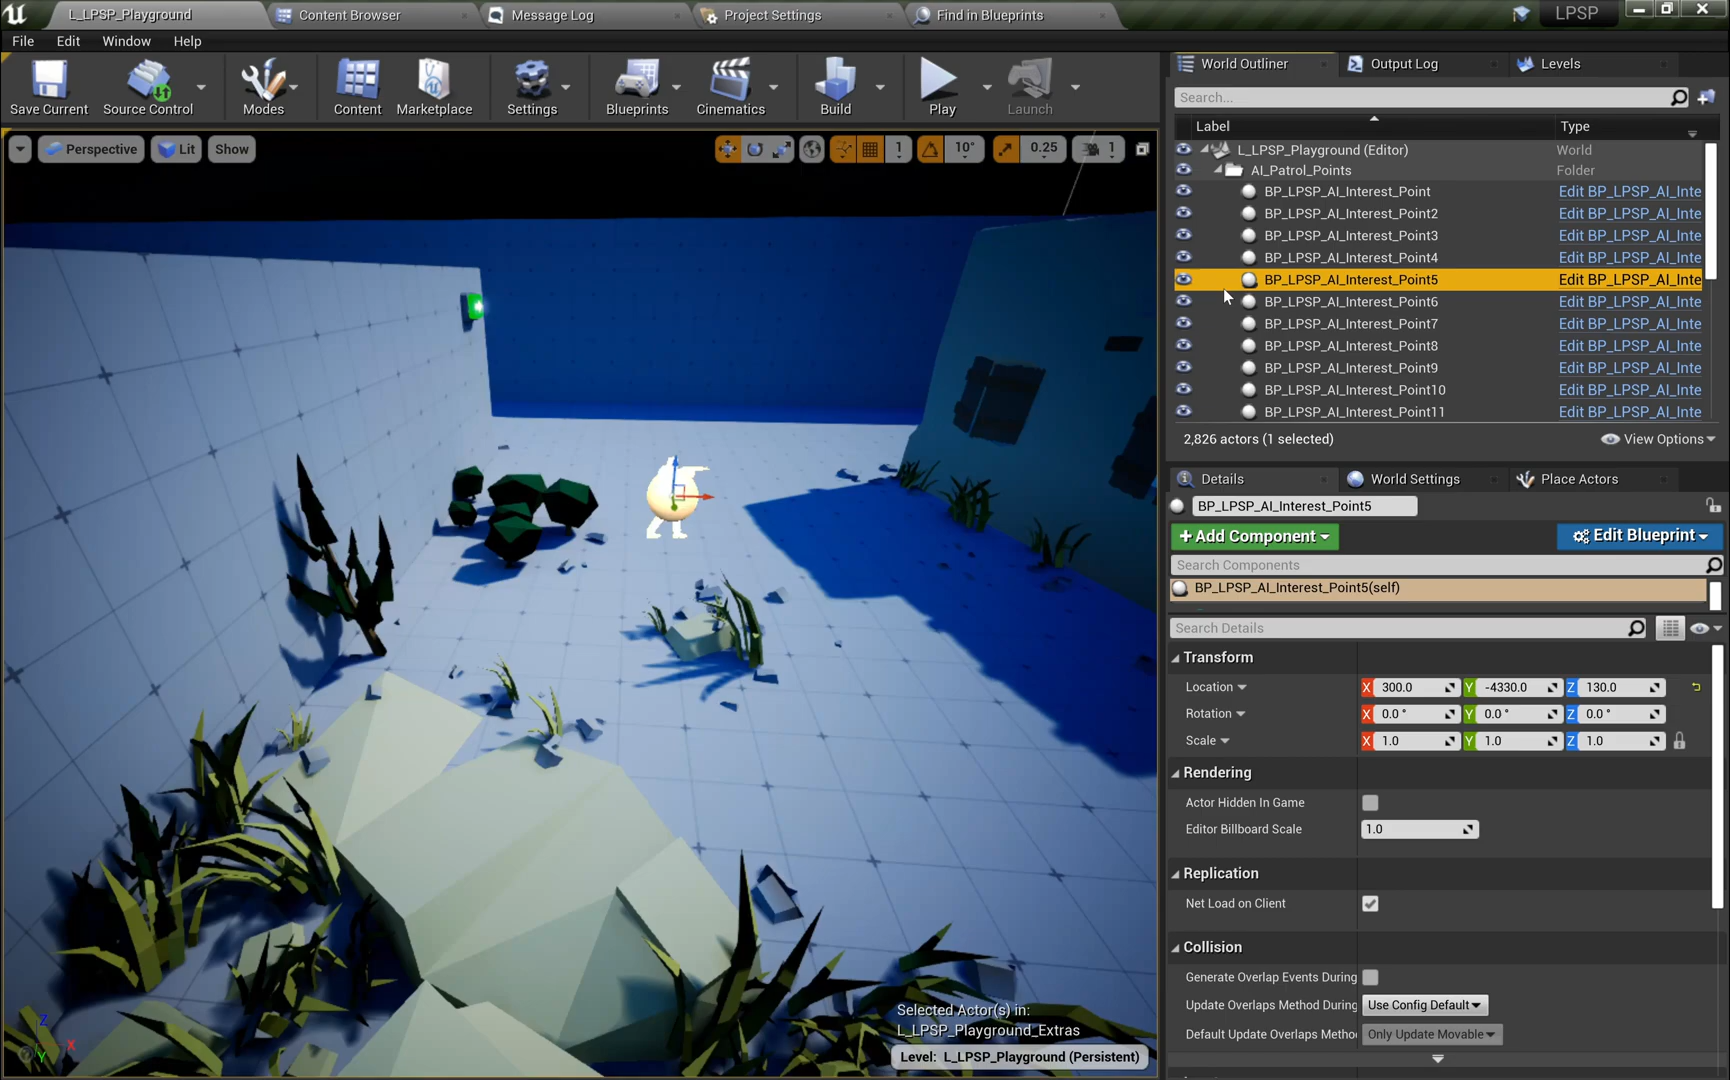 L_LPSP_Playground
Content Browser
Message Log
Project Settings
Find in Blueprints
LPSP
File Edit Window Help
Save Current
Source Control
Modes
Content
Marketplace
Settings
Blueprints
Cinematics
Build
Play
Launch
Perspective
Lit
Show
1
10°
0.25
1
World Outliner
Output Log
Levels
Search...
Label Type
L_LPSP_Playground (Editor) World
AI_Patrol_Points Folder
BP_LPSP_AI_Interest_Point Edit BP_LPSP_AI_Inte
BP_LPSP_AI_Interest_Point2 Edit BP_LPSP_AI_Inte
BP_LPSP_AI_Interest_Point3 Edit BP_LPSP_AI_Inte
BP_LPSP_AI_Interest_Point4 Edit BP_LPSP_AI_Inte
BP_LPSP_AI_Interest_Point5 Edit BP_LPSP_AI_Inte
BP_LPSP_AI_Interest_Point6 Edit BP_LPSP_AI_Inte
BP_LPSP_AI_Interest_Point7 Edit BP_LPSP_AI_Inte
BP_LPSP_AI_Interest_Point8 Edit BP_LPSP_AI_Inte
BP_LPSP_AI_Interest_Point9 Edit BP_LPSP_AI_Inte
BP_LPSP_AI_Interest_Point10 Edit BP_LPSP_AI_Inte
BP_LPSP_AI_Interest_Point11 Edit BP_LPSP_AI_Inte
2,826 actors (1 selected) View Options
Details
World Settings
Place Actors
BP_LPSP_AI_Interest_Point5
+ Add Component
Edit Blueprint
Search Components
BP_LPSP_AI_Interest_Point5(self)
Search Details
Transform
Location X 300.0 Y -4330.0 Z 130.0
Rotation X 0.0 ° Y 0.0 ° Z 0.0 °
Scale X 1.0 Y 1.0 Z 1.0
Rendering
Actor Hidden In Game
Editor Billboard Scale 1.0
Replication
Net Load on Client
Collision
Generate Overlap Events During
Update Overlaps Method During Use Config Default
Default Update Overlaps Metho Only Update Movable
Selected Actor(s) in:
L_LPSP_Playground_Extras
Level: L_LPSP_Playground (Persistent)
Z
X
Y